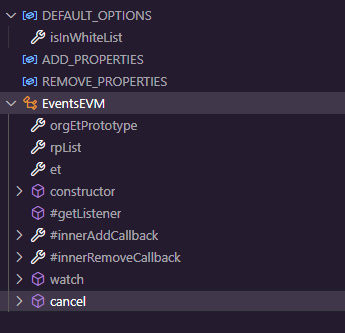 DEFAULT_OPTIONS
isInWhiteList
ADD_PROPERTIES
REMOVE_PROPERTIES
EventsEVM
orgEtPrototype
rpList
et
constructor
#getListener
#innerAddCallback
#innerRemoveCallback
watch
cancel